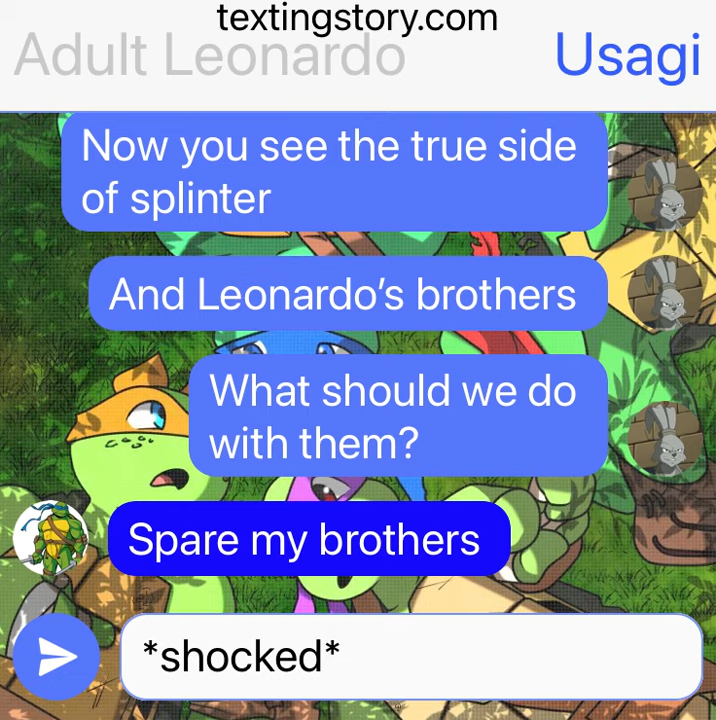 textingstory.com
Adult Leonardo
Usagi
Now you see the true side
of splinter
And Leonardo’s brothers
What should we do
with them?
Spare my brothers
*shocked*